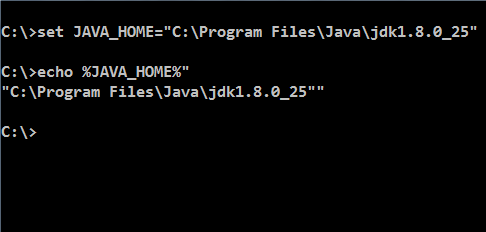 C:\>set JAVA_HOME="C:\Program Files\Java\jdk1.8.0_25"
C:\>echo %JAVA_HOME%"
"C:\Program Files\Java\jdk1.8.0_25""
C:\>